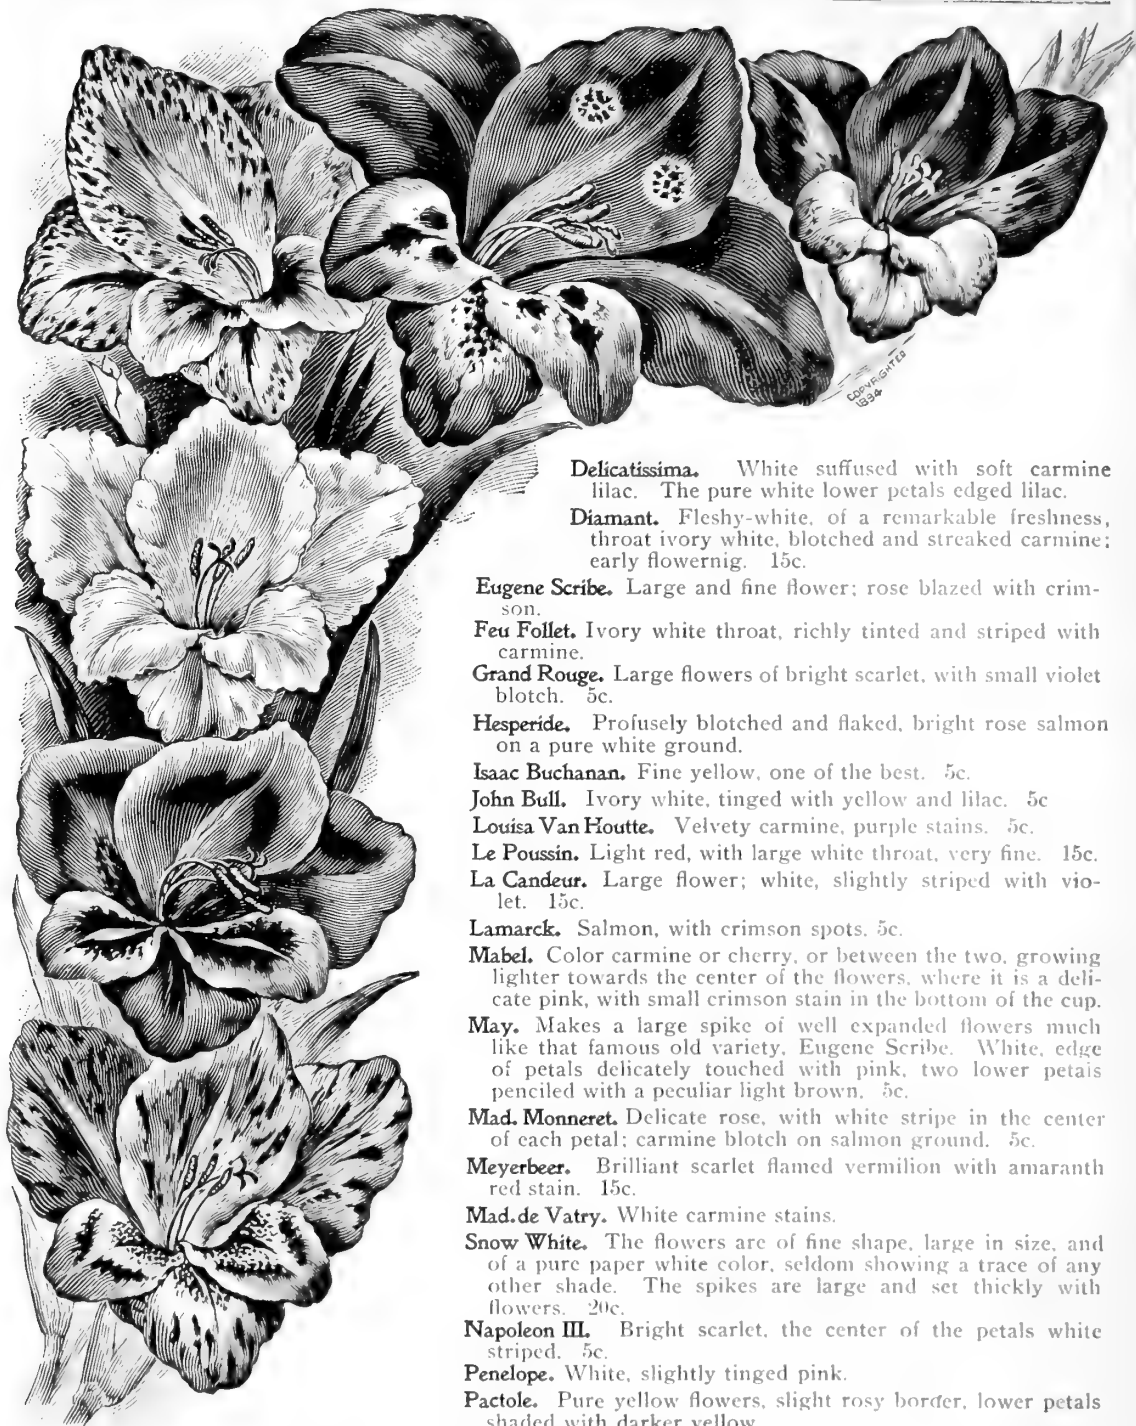 COPYRIGHTED
1894
Delicatissima. White suffused with soft carmine
lilac. The pure white lower petals edged lilac.
Diamant. Fleshy-white, of a remarkable freshness,
throat ivory white, blotched and streaked carmine;
early flowernig. 15c.
Eugene Scribe. Large and fine flower; rose blazed with crim-
son.
Feu Follet. Ivory white throat, richly tinted and striped with
carmine.
Grand Rouge. Large flowers of bright scarlet, with small violet
blotch. 5c.
Hesperide. Profusely blotched and flaked, bright rose salmon
on a pure white ground.
Isaac Buchanan. Fine yellow, one of the best. 5c.
John Bull. Ivory white, tinged with yellow and lilac. 5c
Louisa Van Houtte. Velvety carmine, purple stains. 5c.
Le Poussin. Light red, with large white throat, very fine. 15c.
La Candeur. Large flower; white, slightly striped with vio-
let. 15c.
Lamarck. Salmon, with crimson spots. 5c.
Mabel. Color carmine or cherry, or between the two, growing
lighter towards the center of the flowers, where it is a deli-
cate pink, with small crimson stain in the bottom of the cup.
May. Makes a large spike of well expanded flowers much
like that famous old variety, Eugene Scribe. White, edge
of petals delicately touched with pink, two lower petals
penciled with a peculiar light brown. 5c.
Mad. Monneret. Delicate rose, with white stripe in the center
of each petal; carmine blotch on salmon ground. 5c.
Meyerbeer. Brilliant scarlet flamed vermilion with amaranth
red stain. 15c.
Mad. de Vatry. White carmine stains.
Snow White. The flowers are of fine shape, large in size, and
of a pure paper white color, seldom showing a trace of any
other shade. The spikes are large and set thickly with
flowers. 20c.
Napoleon III. Bright scarlet, the center of the petals white
striped. 5c.
Penelope. White, slightly tinged pink.
Pactole. Pure yellow flowers, slight rosy border, lower petals
shaded with darker yellow